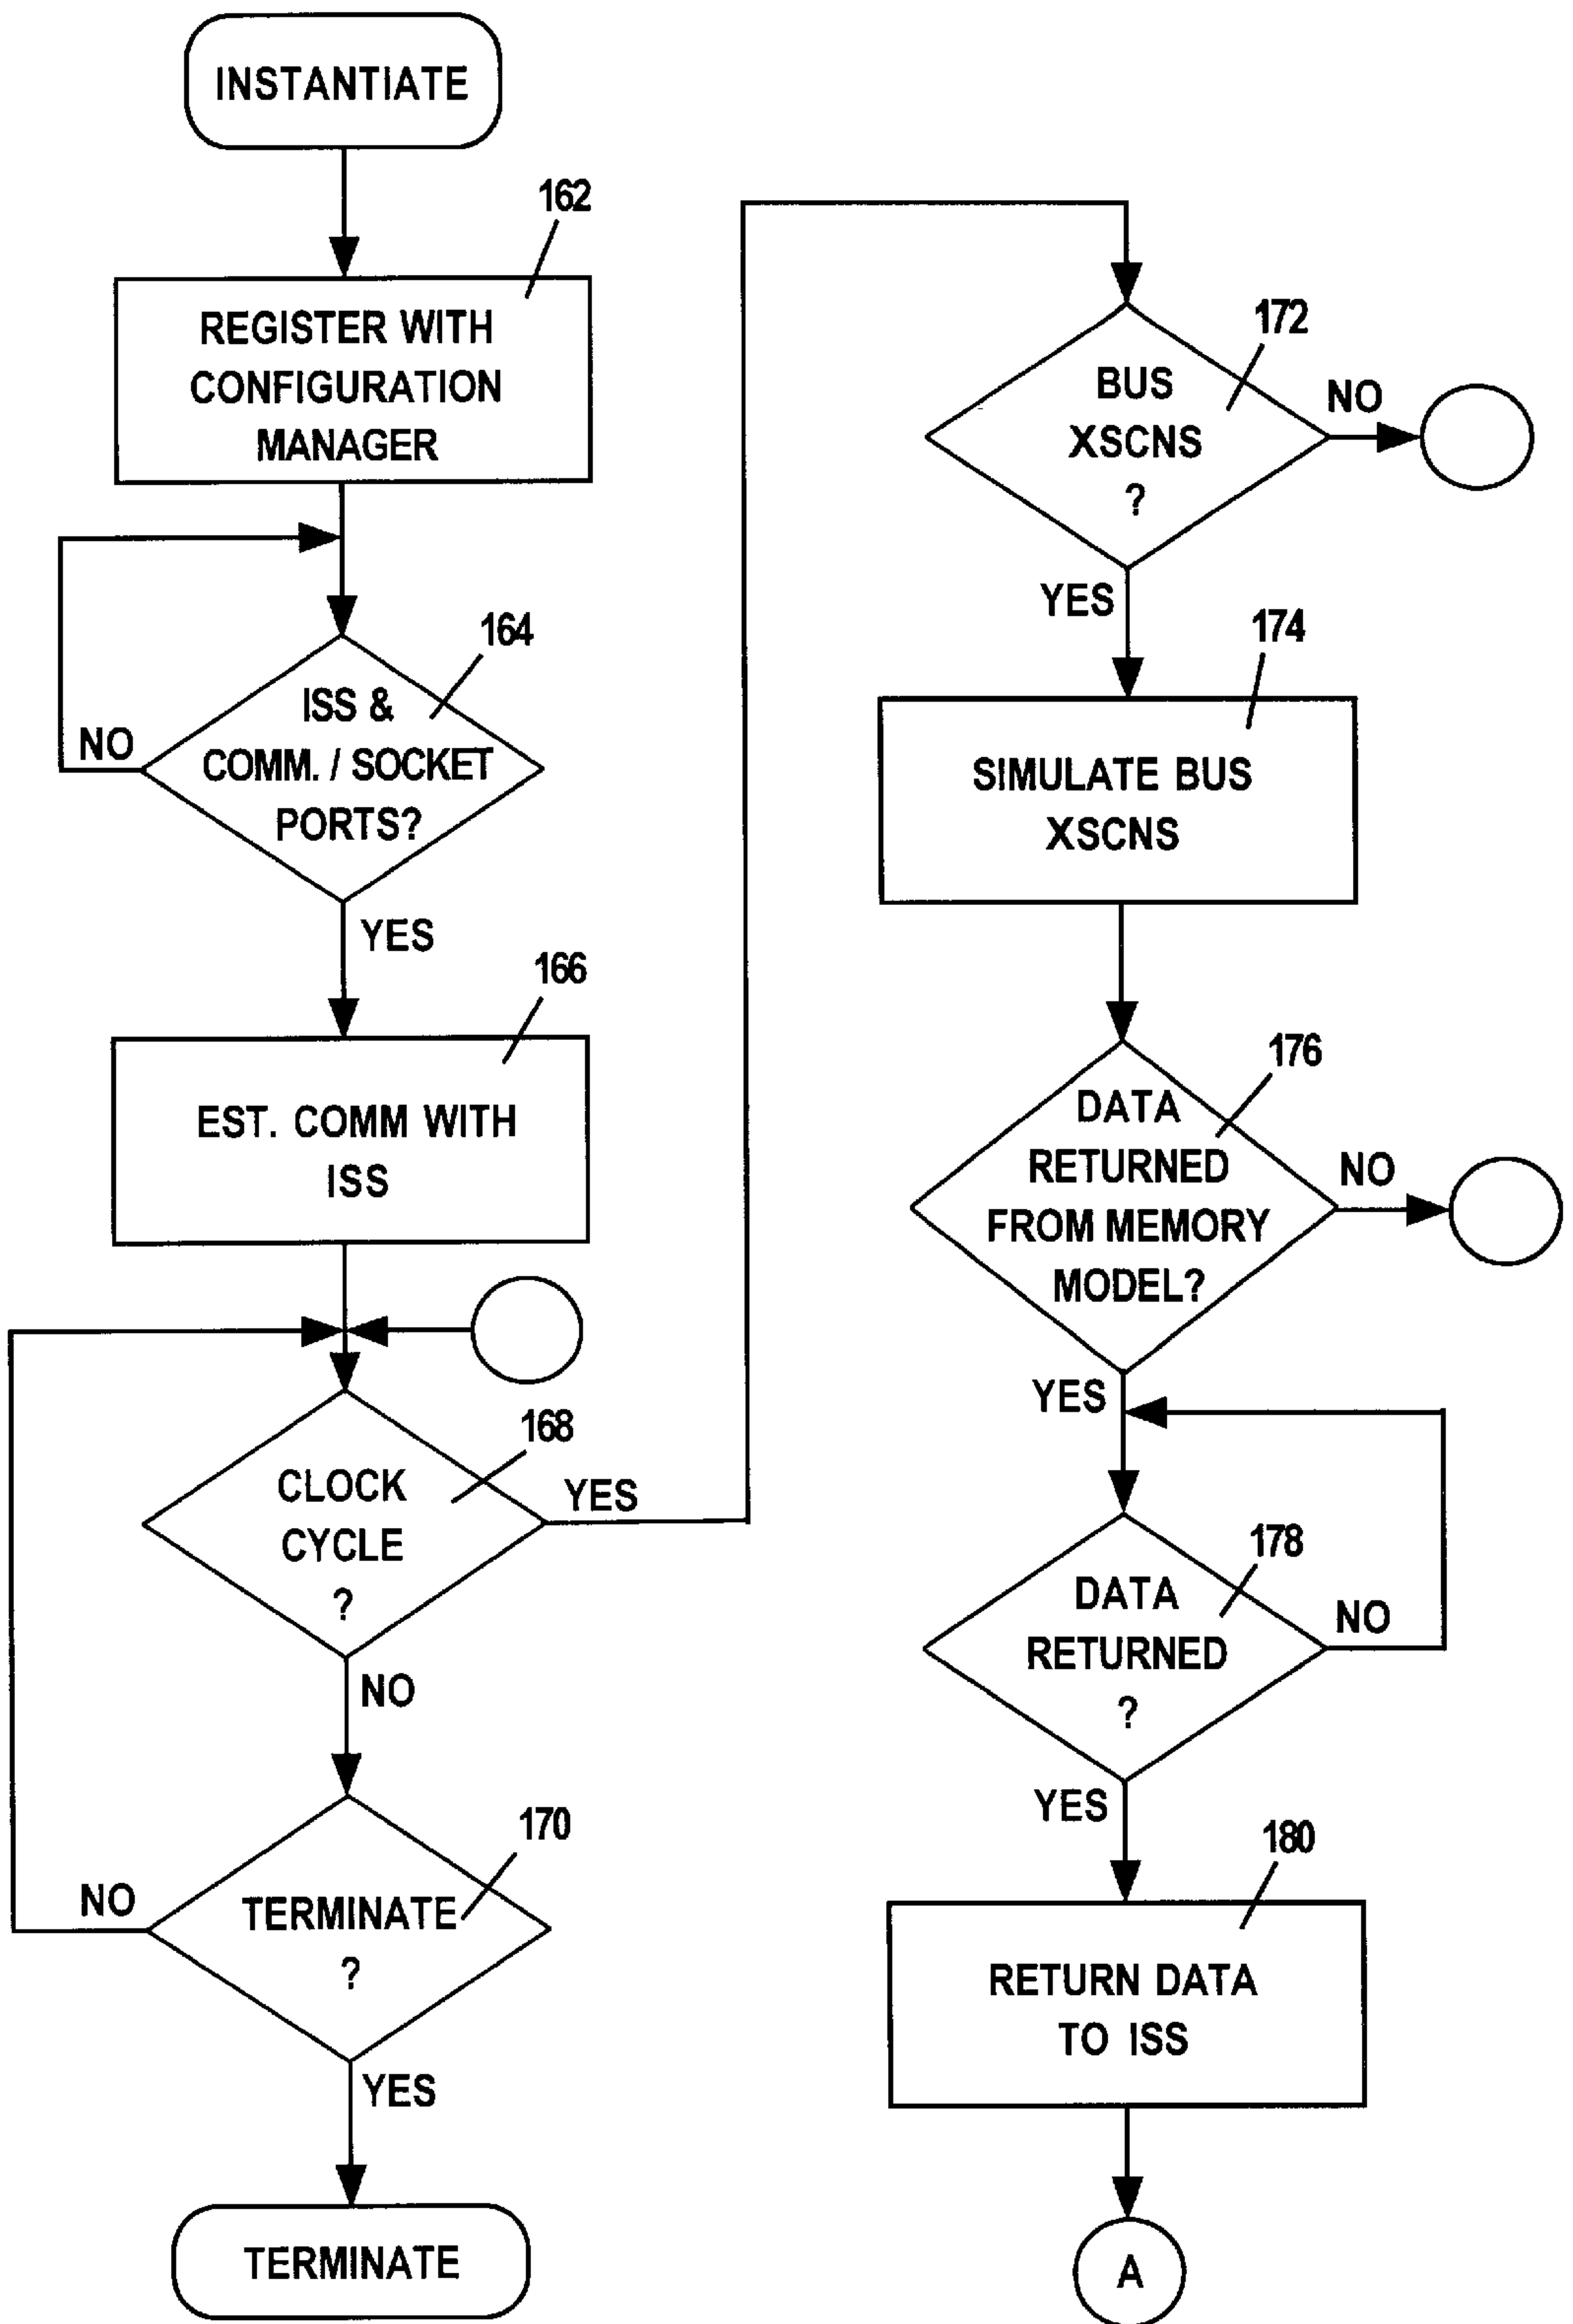 INSTANTIATE
162
REGISTER WITH
CONFIGURATION
MANAGER
164
ISS &
COMM. / SOCKET
PORTS?
NO
YES
166
EST. COMM WITH
ISS
168
CLOCK
CYCLE
?
YES
NO
170
TERMINATE
?
NO
YES
TERMINATE
172
BUS
XSCNS
?
NO
YES
174
SIMULATE BUS
XSCNS
176
DATA
RETURNED
FROM MEMORY
MODEL?
NO
YES
178
DATA
RETURNED
?
NO
YES
180
RETURN DATA
TO ISS
A